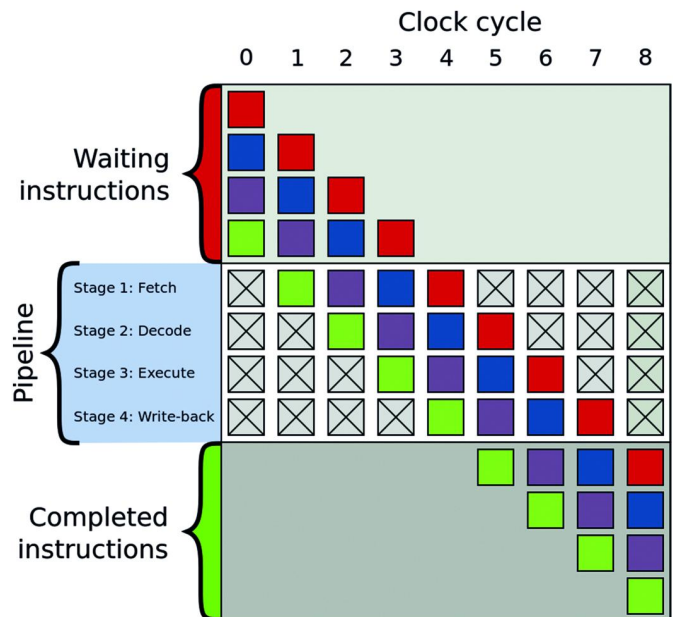 Clock cycle
0 1 2 3 4 5 6 7 8
Waiting
instructions
Pipeline
Stage 1: Fetch
Stage 2: Decode
Stage 3: Execute
Stage 4: Write-back
Completed
instructions